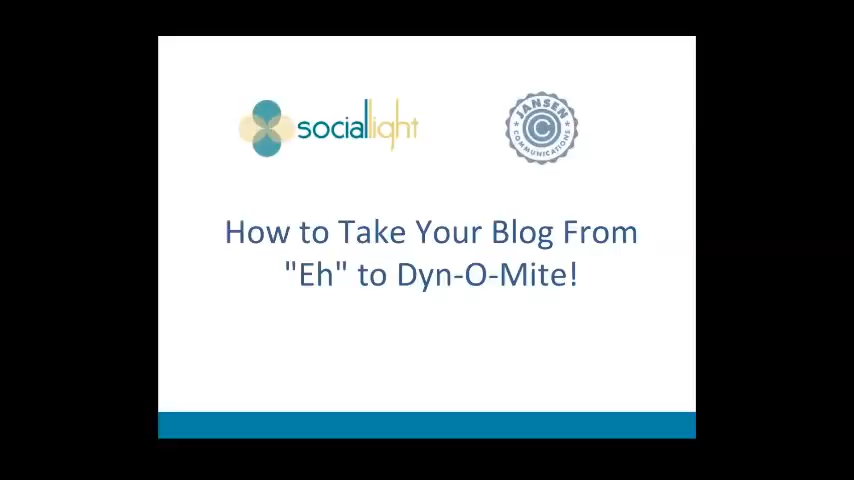 sociallight
JANSEN
C
COMMUNICATIONS
How to Take Your Blog From
"Eh" to Dyn-O-Mite!